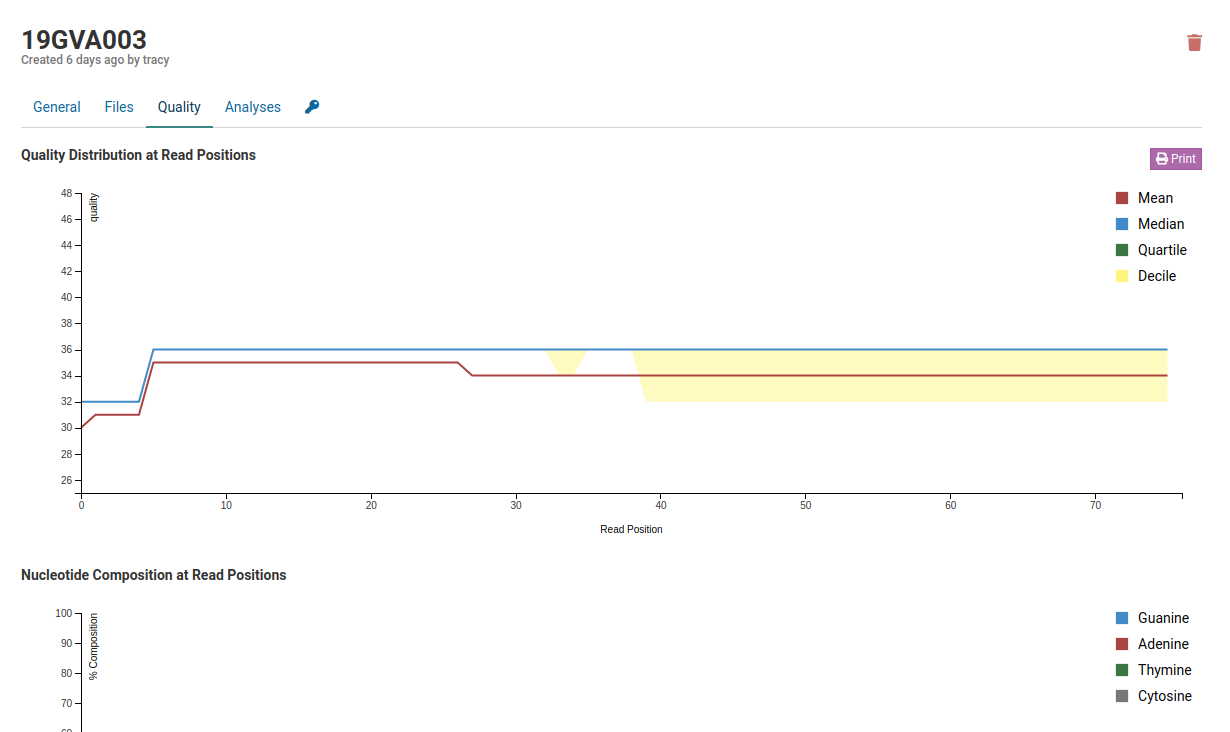 19GVA003
Created 6 days ago by tracy
General Files Quality Analyses
Quality Distribution at Read Positions
Print
48
46
44
42
40
38
36
34
32
30
28
26
quality
Mean
Median
Quartile
Decile
0 10 20 30 40 50 60 70
Read Position
Nucleotide Composition at Read Positions
100
90
80
70
60
% Composition
Guanine
Adenine
Thymine
Cytosine